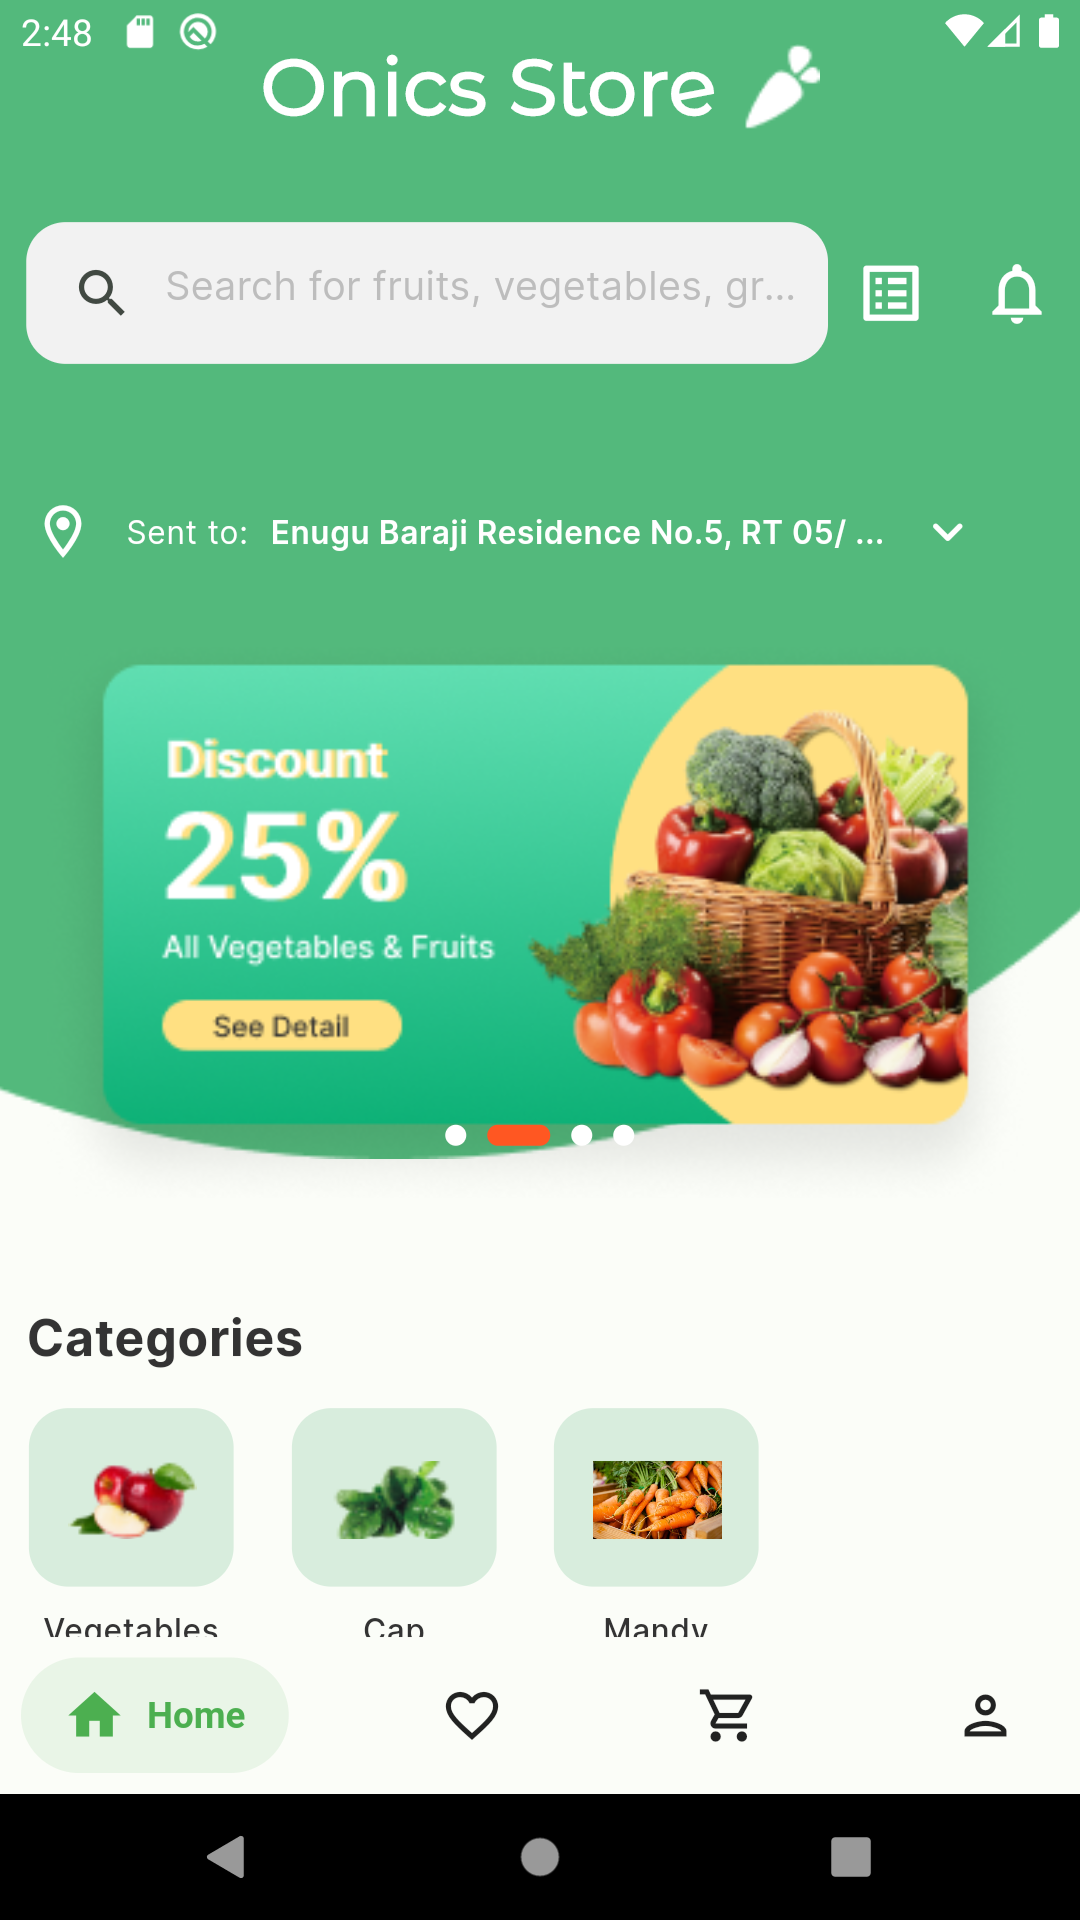 2:48
Onics Store
Search for fruits, vegetables, gr...
Sent to: Enugu Baraji Residence No.5, RT 05/ ...
Discount
25%
All Vegetables & Fruits
See Detail
Categories
Vegetables Cap Mandy
Home